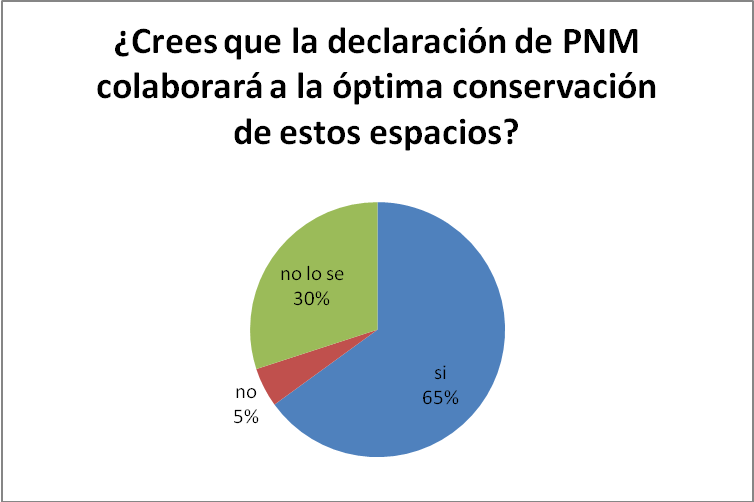 ¿Crees que la declaración de PNM
colaborará a la óptima conservación
de estos espacios?
no lo se
30%
si
65%
no
5%